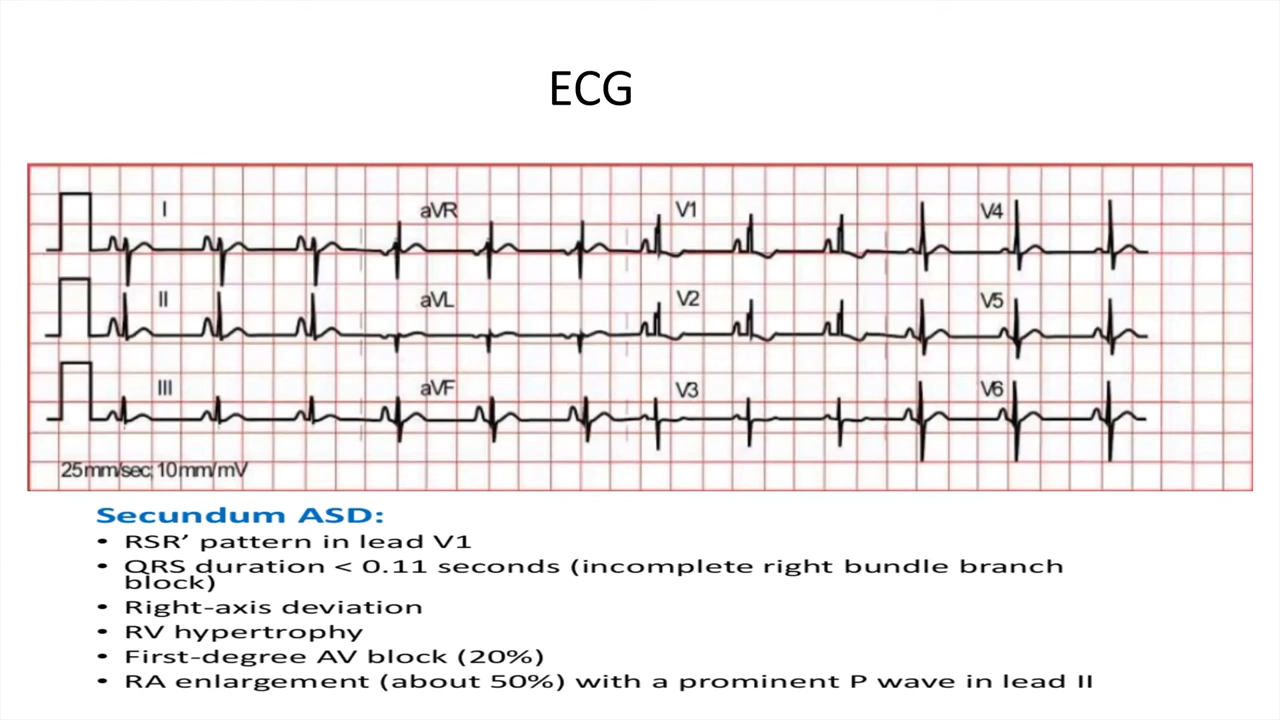 ECG
I aVR V1 V4
II aVL V2 V5
III aVF V3 V6
25mm/sec; 10mm/mV
Secundum ASD:
• RSR’ pattern in lead V1
• QRS duration < 0.11 seconds (incomplete right bundle branch
block)
• Right-axis deviation
• RV hypertrophy
• First-degree AV block (20%)
• RA enlargement (about 50%) with a prominent P wave in lead II